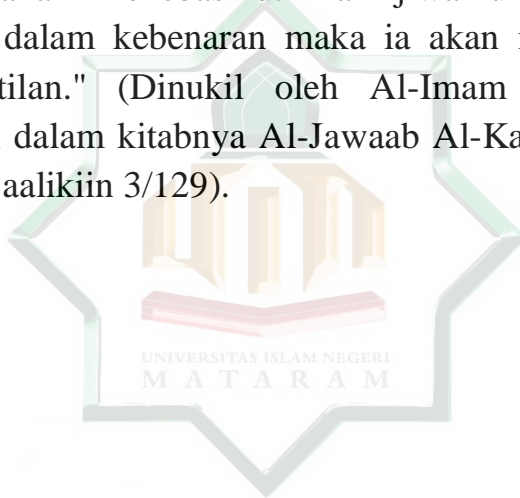 dalam kebenaran maka ia akan
tilan." (Dinukil oleh Al-Imam
dalam kitabnya Al-Jawaab Al-Ka
aalikiin 3/129).
UNIVERSITAS ISLAM NEGERI
MATARAM